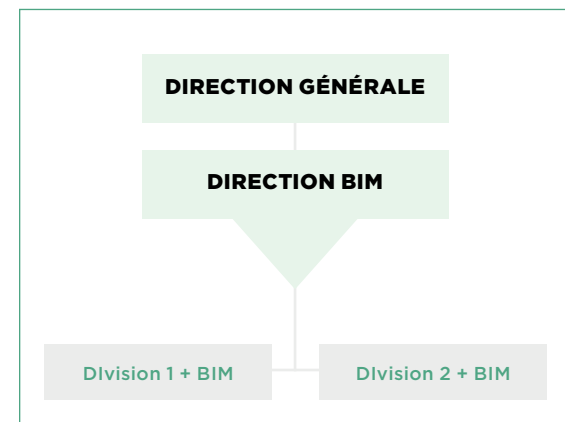 DIRECTION GÉNÉRALE
DIRECTION BIM
DIvision 1 + BIM
DIvision 2 + BIM